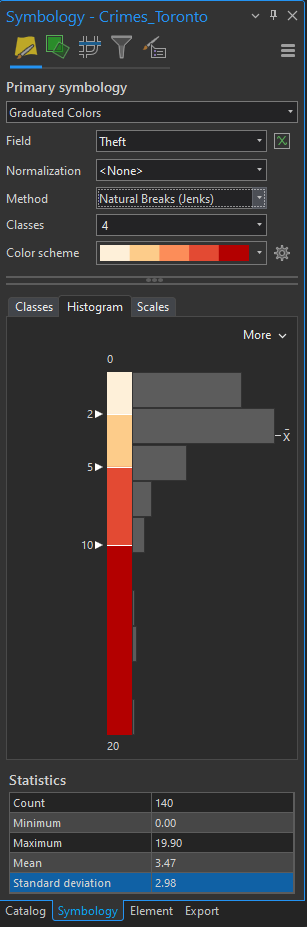 Symbology - Crimes_Toronto
Primary symbology
Graduated Colors
Field Theft
Normalization <None>
Method Natural Breaks (Jenks)
Classes 4
Color scheme
Classes Histogram Scales
More
0
2
x̄
5
10
20
Statistics
Count 140
Minimum 0.00
Maximum 19.90
Mean 3.47
Standard deviation 2.98
Catalog Symbology Element Export